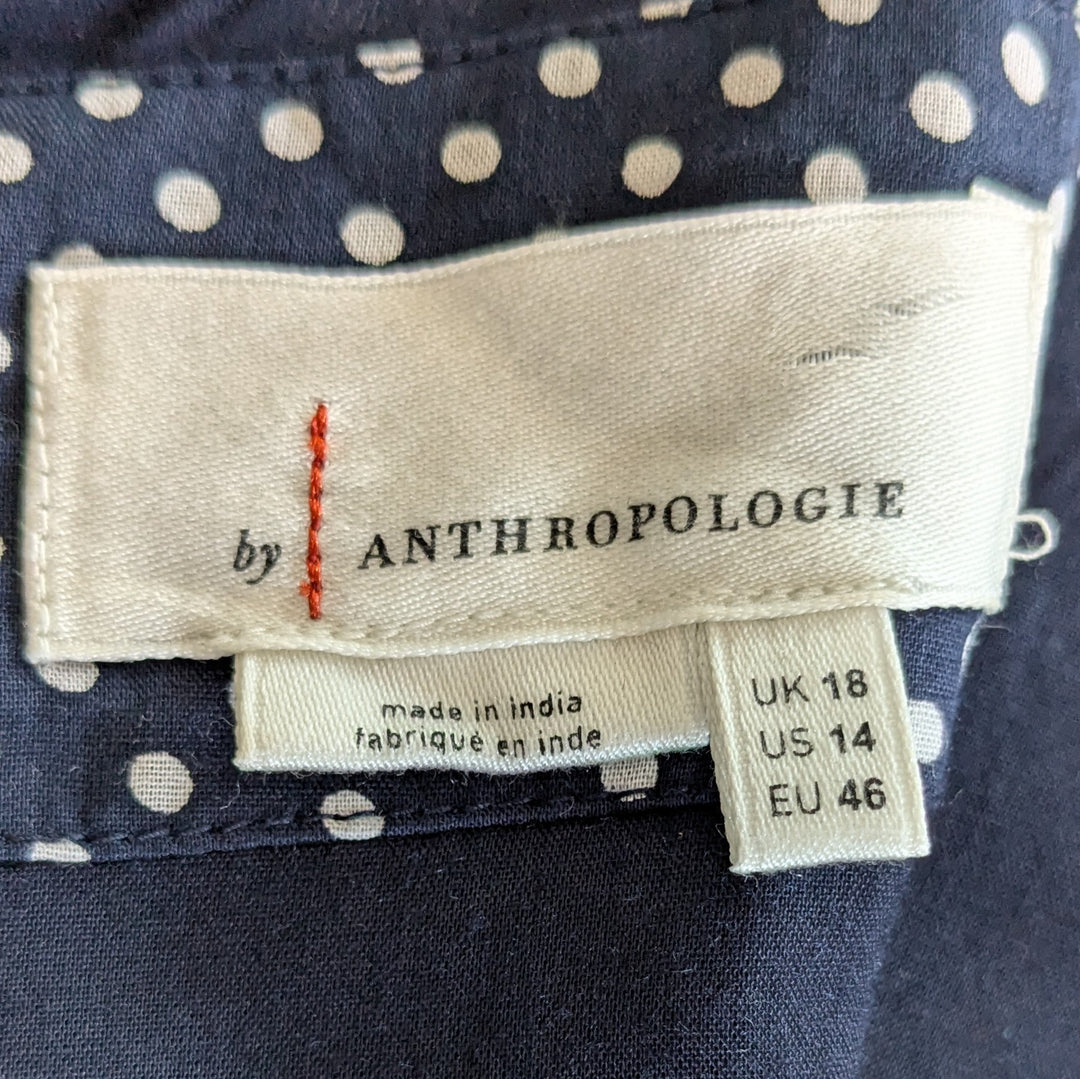 by ANTHROPOLOGIE
made in india
fabriqué en inde
UK 18
US 14
EU 46